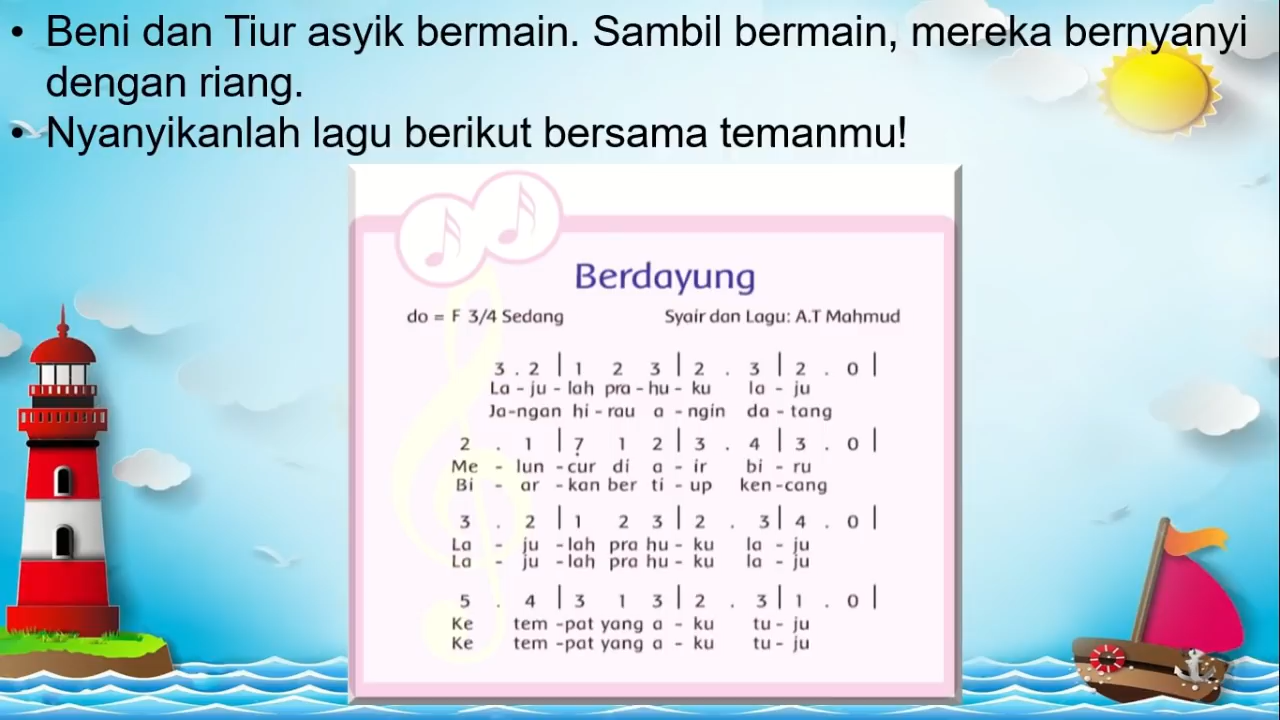 • Beni dan Tiur asyik bermain. Sambil bermain, mereka bernyanyi
dengan riang.
• Nyanyikanlah lagu berikut bersama temanmu!
Berdayung
do = F 3/4 Sedang Syair dan Lagu: A.T Mahmud
3 . 2 | 1 2 3 | 2 . 3 | 2 . 0 |
La - ju - lah pra - hu - ku la - ju
Ja-ngan hi - rau a - ngin da - tang
2 . 1 | 7̣ 1 2 | 3 . 4 | 3 . 0 |
Me - lun - cur di a - ir bi - ru
Bi - ar - kan ber ti - up ken - cang
3 . 2 | 1 2 3 | 2 . 3 | 4 . 0 |
La - ju - lah pra hu - ku la - ju
La - ju - lah pra hu - ku la - ju
5 . 4 | 3 1 3 | 2 . 3 | 1 . 0 |
Ke tem -pat yang a - ku tu - ju
Ke tem -pat yang a - ku tu - ju